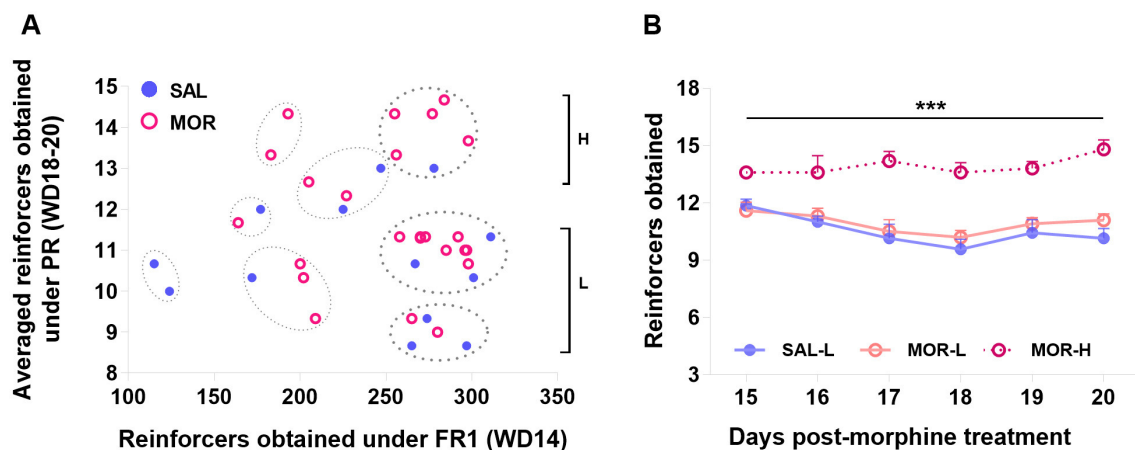 A
Averaged reinforcers obtained
under PR (WD18-20)
15
14
13
12
11
10
9
8
SAL
MOR
H
L
100
150
200
250
300
350
Reinforcers obtained under FR1 (WD14)
B
Reinforcers obtained
18
15
12
9
6
3
***
SAL-L
MOR-L
MOR-H
15
16
17
18
19
20
Days post-morphine treatment